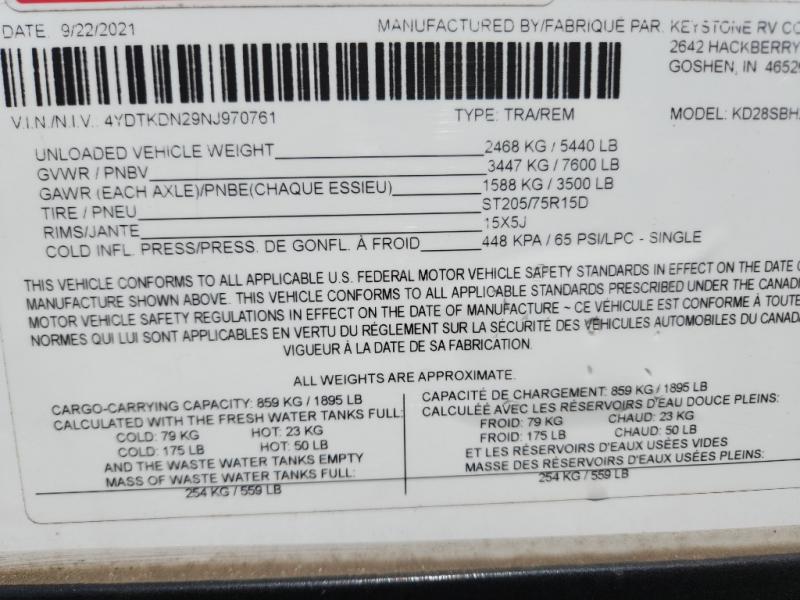 DATE. 9/22/2021
MANUFACTURED BY/FABRIQUÉ PAR. KEYSTONE RV CO
2642 HACKBERRY
GOSHEN, IN 4652
V.I.N./N.I.V.. 4YDTKDN29NJ970761
TYPE: TRA/REM
MODEL: KD28SBH
UNLOADED VEHICLE WEIGHT 2468 KG / 5440 LB
GVWR / PNBV 3447 KG / 7600 LB
GAWR (EACH AXLE)/PNBE(CHAQUE ESSIEU) 1588 KG / 3500 LB
TIRE / PNEU ST205/75R15D
RIMS/JANTE 15X5J
COLD INFL. PRESS/PRESS. DE GONFL. À FROID 448 KPA / 65 PSI/LPC - SINGLE
THIS VEHICLE CONFORMS TO ALL APPLICABLE U.S. FEDERAL MOTOR VEHICLE SAFETY STANDARDS IN EFFECT ON THE DATE
MANUFACTURE SHOWN ABOVE. THIS VEHICLE CONFORMS TO ALL APPLICABLE STANDARDS PRESCRIBED UNDER THE CANADI
MOTOR VEHICLE SAFETY REGULATIONS IN EFFECT ON THE DATE OF MANUFACTURE ~ CE VÉHICULE EST CONFORME À TOUTE
NORMES QUI LUI SONT APPLICABLES EN VERTU DU RÉGLEMENT SUR LA SÉCURITÉ DES VÉHICULES AUTOMOBILES DU CANAD
VIGUEUR À LA DATE DE SA FABRICATION.
ALL WEIGHTS ARE APPROXIMATE.
CARGO-CARRYING CAPACITY: 859 KG / 1895 LB
CALCULATED WITH THE FRESH WATER TANKS FULL:
COLD: 79 KG HOT: 23 KG
COLD: 175 LB HOT: 50 LB
AND THE WASTE WATER TANKS EMPTY
MASS OF WASTE WATER TANKS FULL:
254 KG / 559 LB
CAPACITÉ DE CHARGEMENT: 859 KG / 1895 LB
CALCULÉE AVEC LES RÉSERVOIRS D'EAU DOUCE PLEINS:
FROID: 79 KG CHAUD: 23 KG
FROID: 175 LB CHAUD: 50 LB
ET LES RÉSERVOIRS D'EAUX USÉES VIDES
MASSE DES RÉSERVOIRS D'EAUX USÉES PLEINS:
254 KG / 559 LB